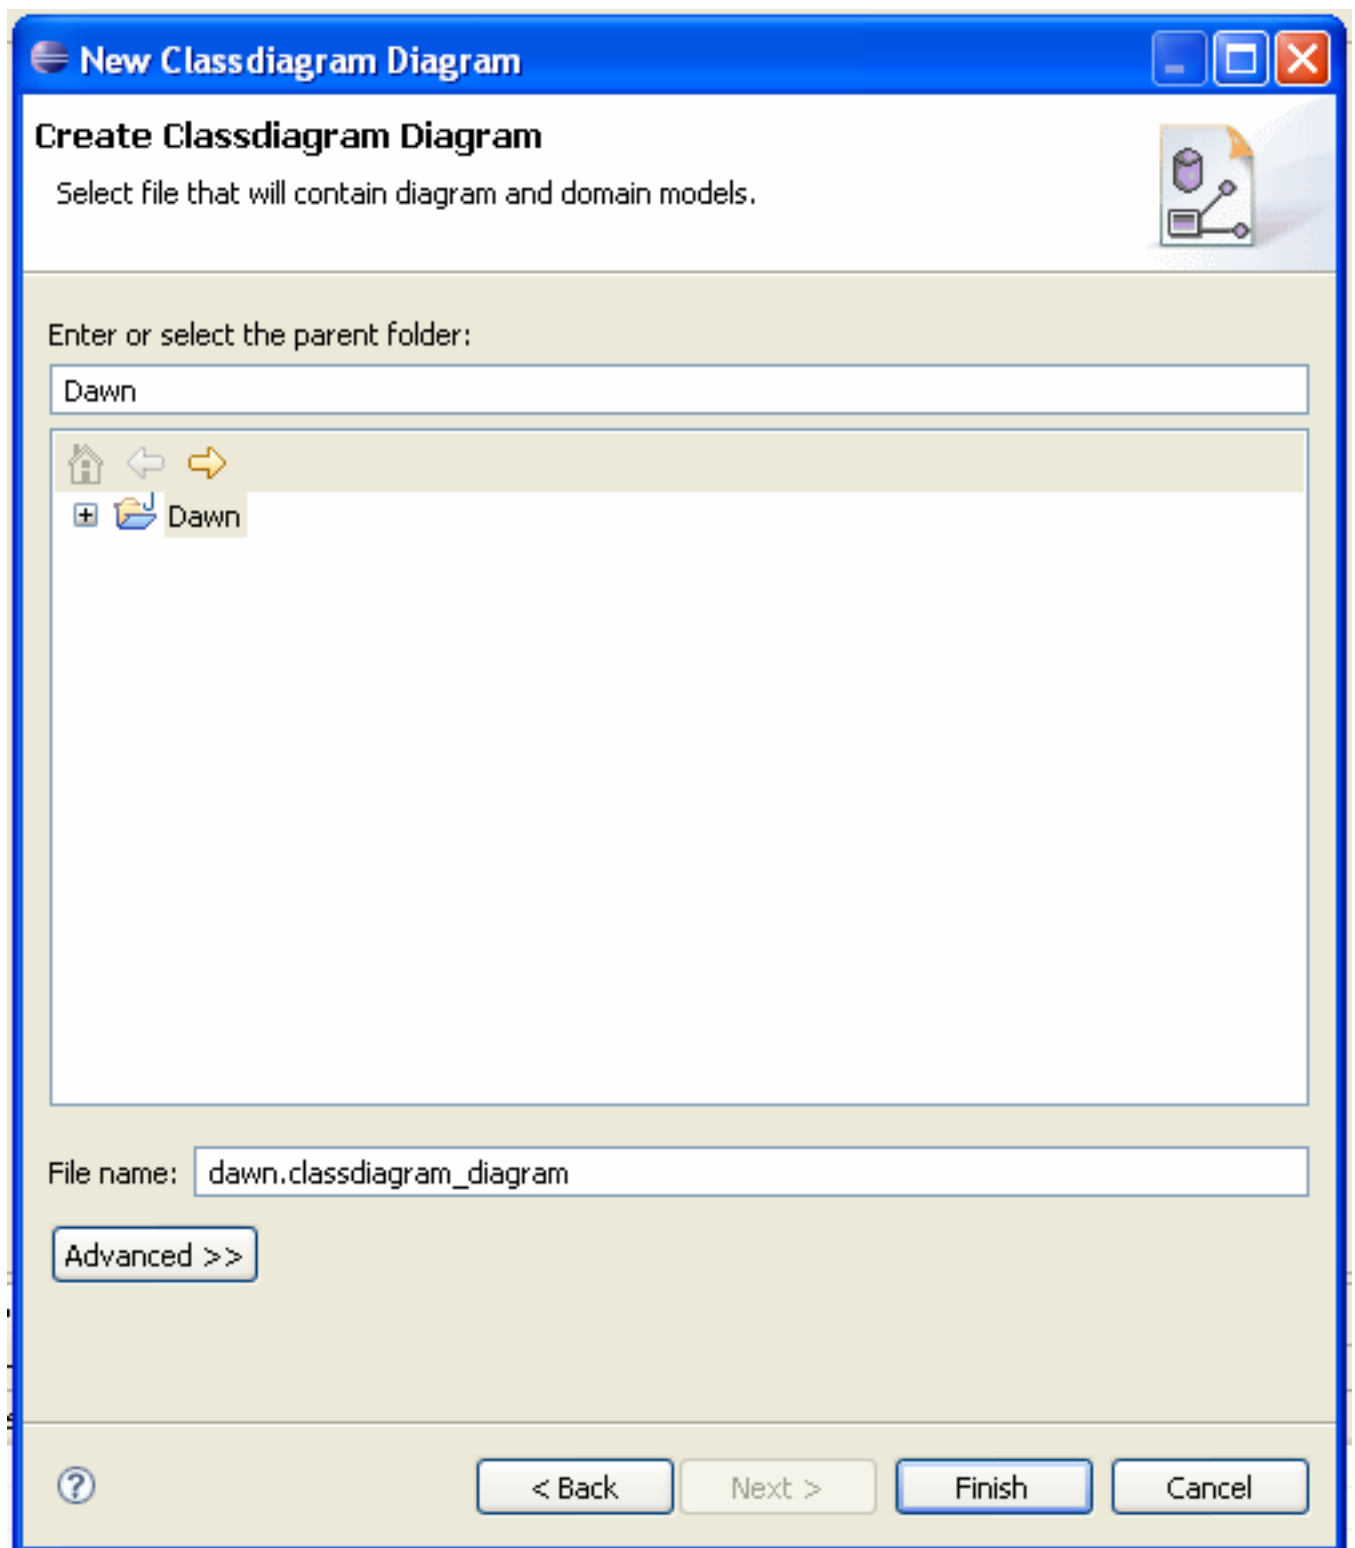 New Classdiagram Diagram
Create Classdiagram Diagram
Select file that will contain diagram and domain models.
Enter or select the parent folder:
Dawn
Dawn
File name: dawn.classdiagram_diagram
Advanced >>
< Back Next > Finish Cancel